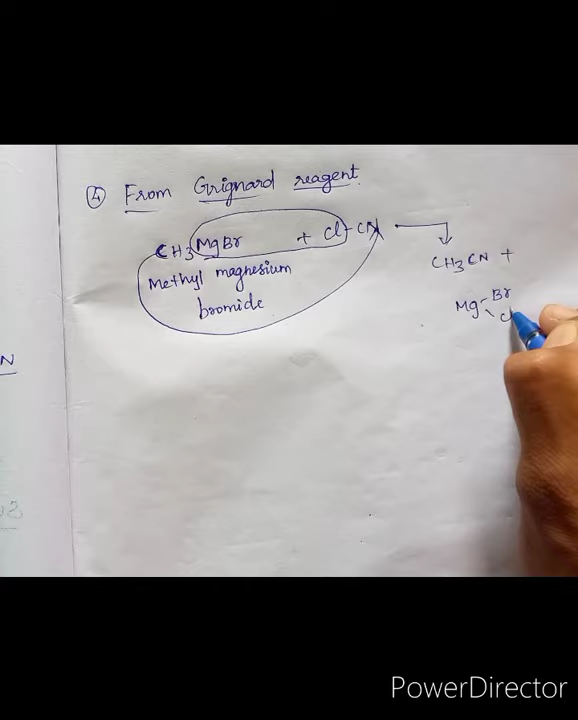 ④ From Grignard reagent.
CH3MgBr + Cl-CN →
Methyl magnesium
bromide
CH3CN +
Mg Br
N
PowerDirector